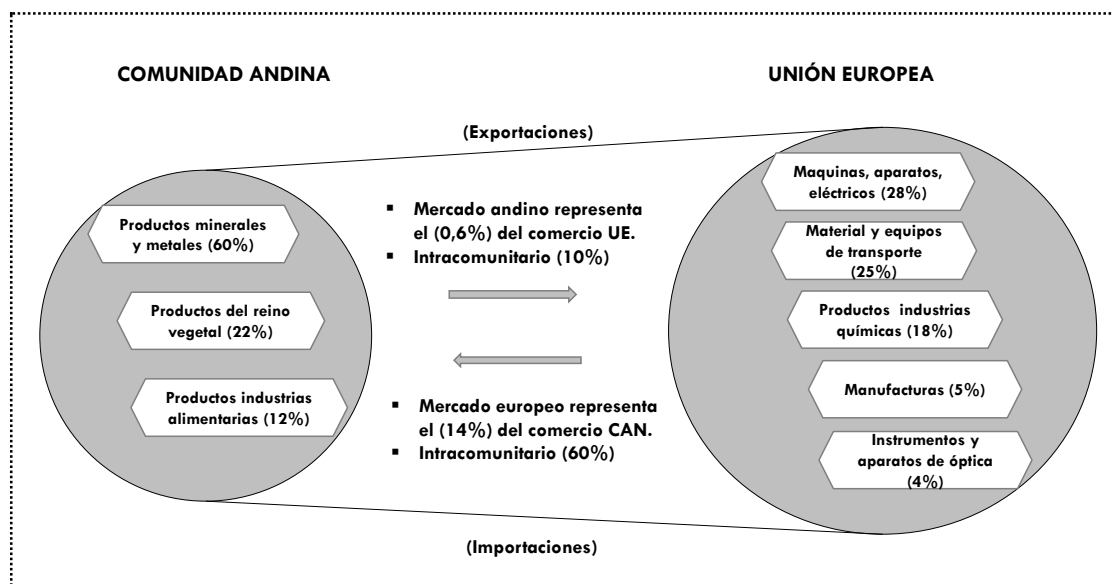 COMUNIDAD ANDINA
UNIÓN EUROPEA
(Exportaciones)
Productos minerales
y metales (60%)
Productos del reino
vegetal (22%)
Productos industrias
alimentarias (12%)
▪ Mercado andino representa
el (0,6%) del comercio UE.
▪ Intracomunitario (10%)
▪ Mercado europeo representa
el (14%) del comercio CAN.
▪ Intracomunitario (60%)
Maquinas, aparatos,
eléctricos (28%)
Material y equipos
de transporte
(25%)
Productos industrias
químicas (18%)
Manufacturas (5%)
Instrumentos y
aparatos de óptica
(4%)
(Importaciones)